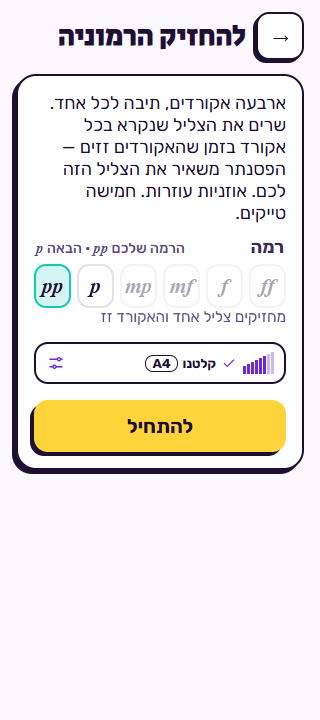 להחזיק הרמוניה →
ארבעה אקורדים, תיבה לכל אחד.
שרים את הצליל שנקרא בכל
אקורד בזמן שהאקורדים זזים —
הפסנתר משאיר את הצליל הזה
לכם. אוזניות עוזרות. חמישה
טייקים.
רמה
הרמה שלכם pp • הבאה p
ff f mf mp p pp
מחזיקים צליל אחד והאקורד זז
✓ קלטנו A4
להתחיל